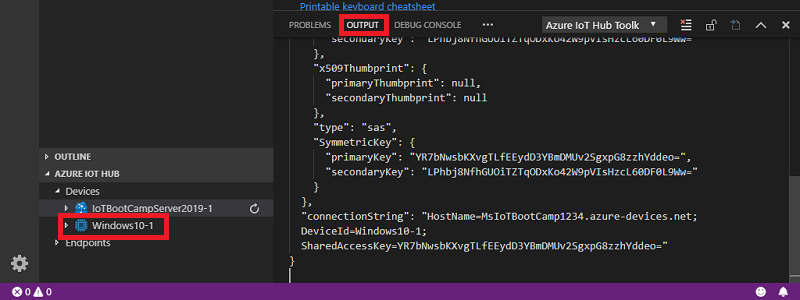 Printable keyboard cheatsheet
PROBLEMS OUTPUT DEBUG CONSOLE ••• Azure IoT Hub Toolk
"secondaryKey": "LPhbj8NfhGUOiTZTqODxKo42W9pVIsHzcL60DF0L9Ww="
},
"x509Thumbprint": {
"primaryThumbprint": null,
"secondaryThumbprint": null
},
"type": "sas",
"SymmetricKey": {
"primaryKey": "YR7bNwsbKXvgTLfEEydD3YBmDMUv2SgxpG8zzhYddeo=",
"secondaryKey": "LPhbj8NfhGUOiTZTqODxKo42W9pVIsHzcL60DF0L9Ww="
}
},
"connectionString": "HostName=MsIoTBootCamp1234.azure-devices.net;
DeviceId=Windows10-1;
SharedAccessKey=YR7bNwsbKXvgTLfEEydD3YBmDMUv2SgxpG8zzhYddeo="
}
OUTLINE
AZURE IOT HUB
Devices
IoTBootCampServer2019-1
Windows10-1
Endpoints
0 0